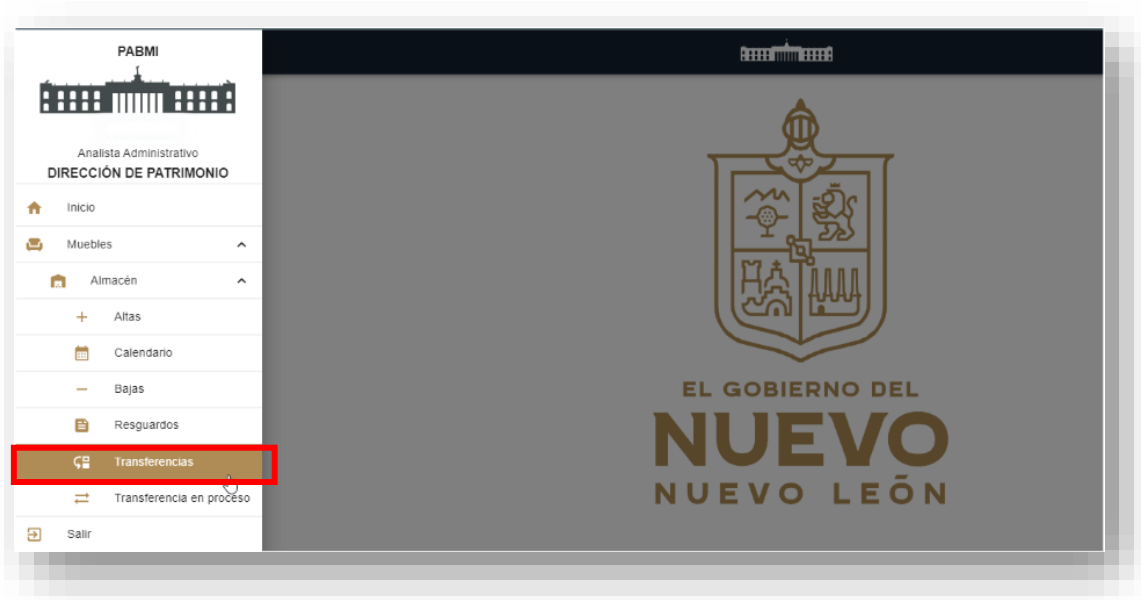 PABMI
Analista Administrativo
DIRECCIÓN DE PATRIMONIO
Inicio
Muebles
Almacén
Altas
Calendario
Bajas
Resguardos
Transferencias
Transferencia en proceso
Salir
EL GOBIERNO DEL
NUEVO
NUEVO LEÓN